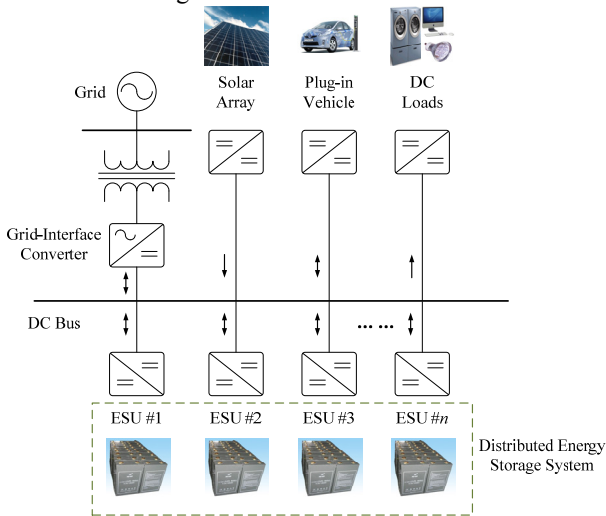 Solar
Array
Plug-in
Vehicle
DC
Loads
Grid
Grid-Interface
Converter
DC Bus
... ...
ESU #1
ESU #2
ESU #3
ESU #n
Distributed Energy
Storage System